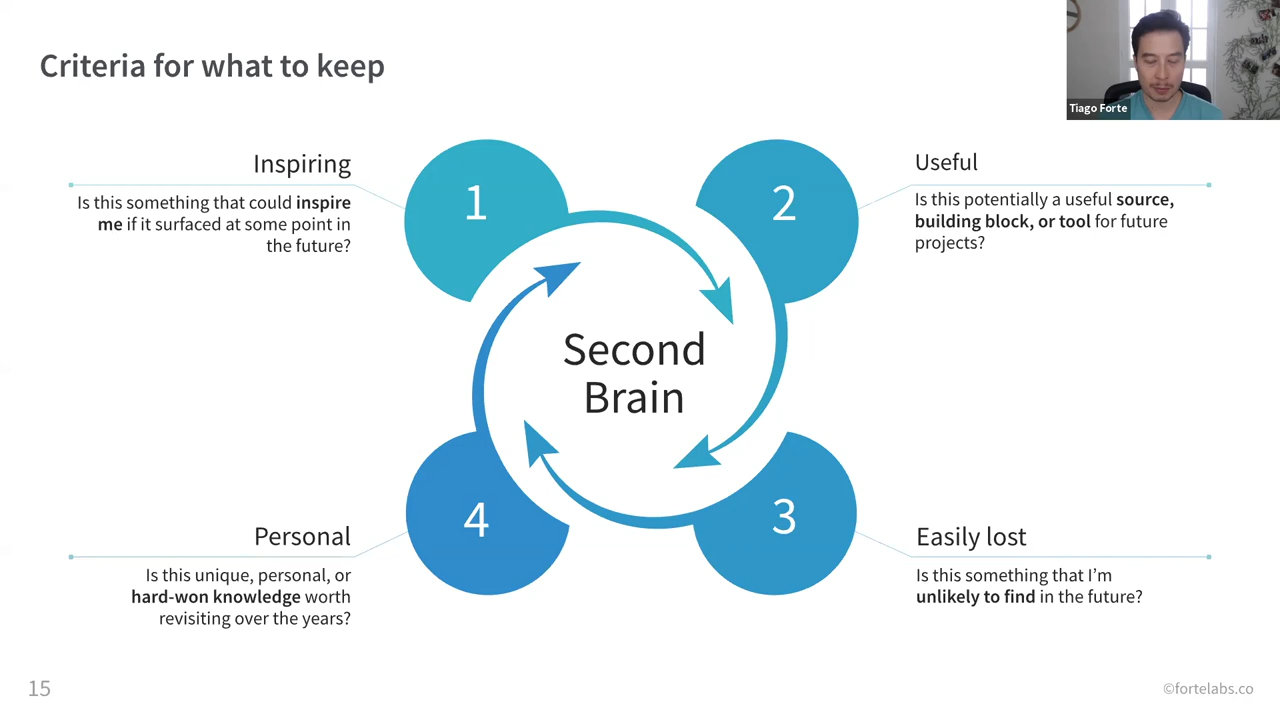 Criteria for what to keep
Tiago Forte
Inspiring
Is this something that could inspire
me if it surfaced at some point in
the future?
1
2
Useful
Is this potentially a useful source,
building block, or tool for future
projects?
Second
Brain
Personal
Is this unique, personal, or
hard-won knowledge worth
revisiting over the years?
4
3
Easily lost
Is this something that I’m
unlikely to find in the future?
15
©fortelabs.co